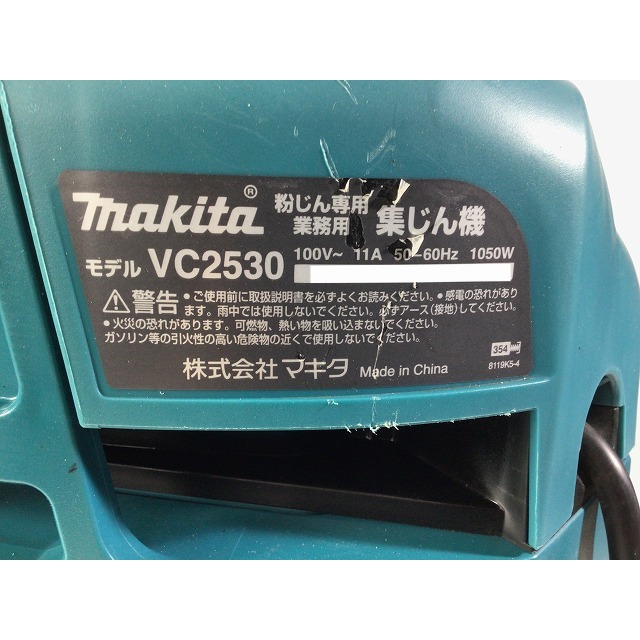 makita® 粉じん専用 業務用 集じん機
モデル VC2530 100V~ 11A 50-60Hz 1050W
警告 ・ご使用前に取扱説明書を必ずよくお読みください。・感電の恐れがあり
ます。雨中では使用しないでください。必ずアース(接地)してください。
・火災の恐れがあります。可燃物、熱い物を吸い込まないでください。
ガソリン等の引火性の高い危険物の近くで使用しないでください。
354
8119K5-4
株式会社 マキタ Made in China